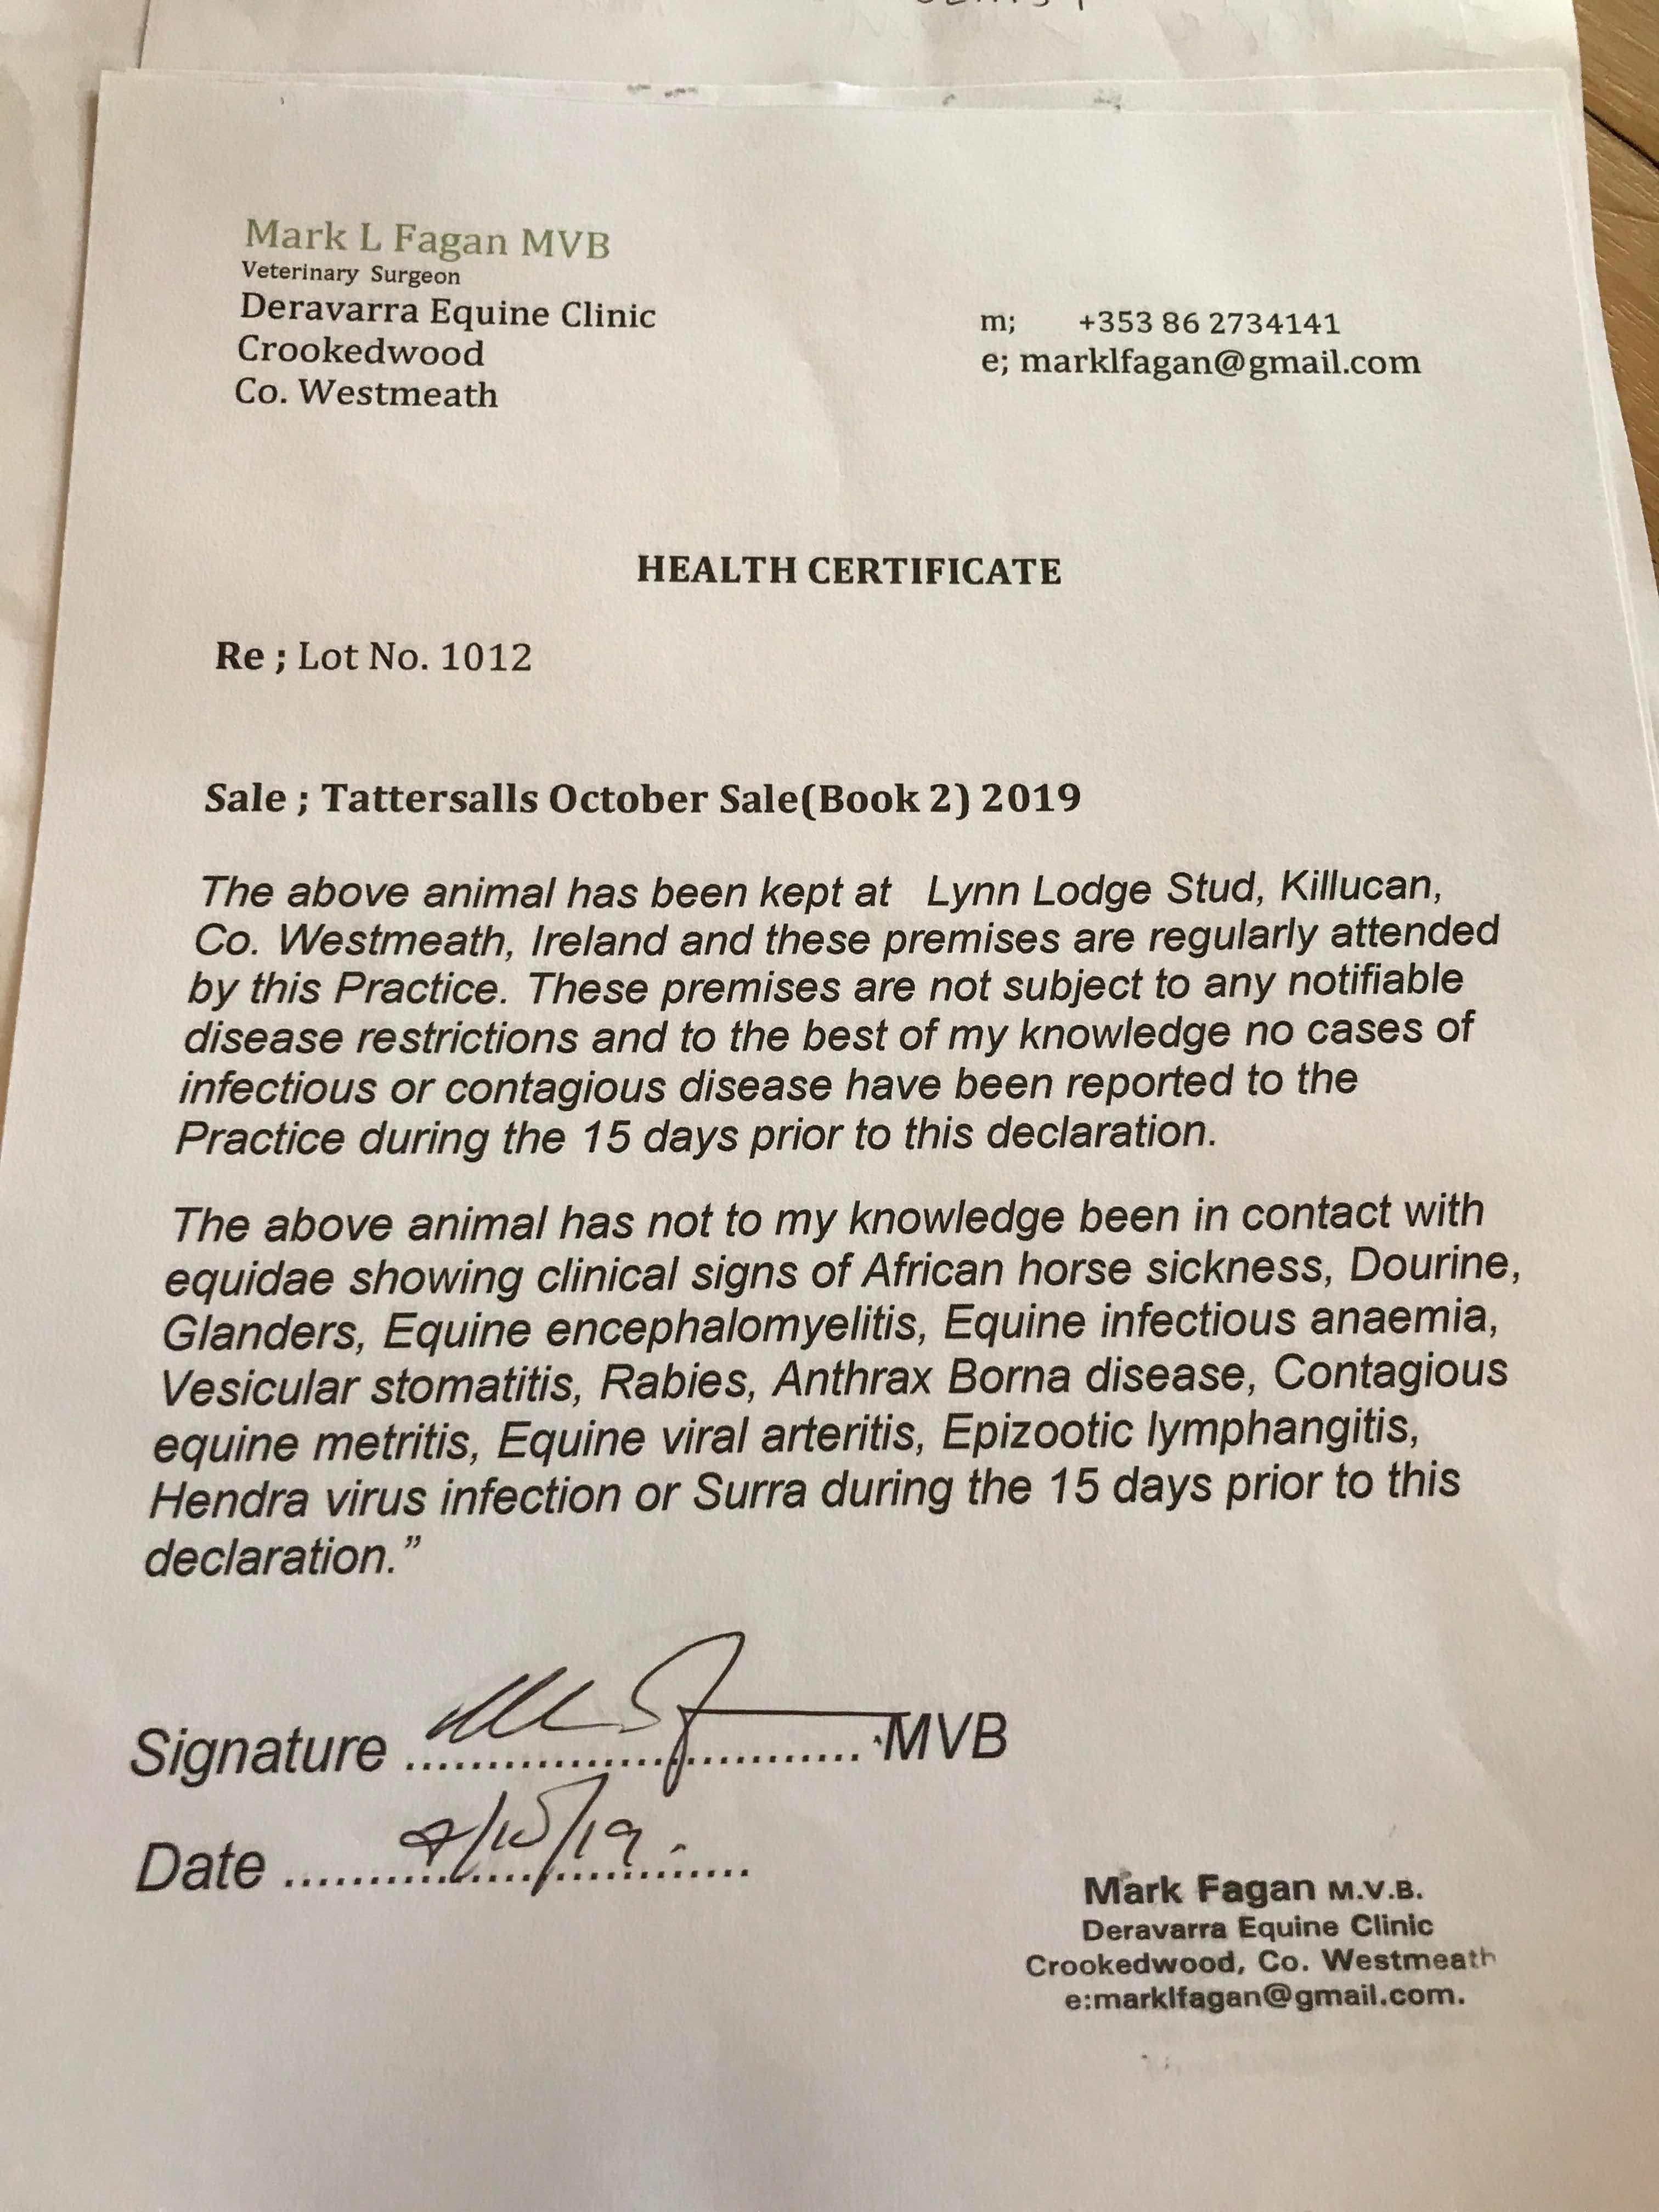 Mark L Fagan MVB
Veterinary Surgeon
Deravarra Equine Clinic
Crookedwood
Co. Westmeath
m; +353 86 2734141
e; marklfagan@gmail.com
HEALTH CERTIFICATE
Re ; Lot No. 1012
Sale ; Tattersalls October Sale(Book 2) 2019
The above animal has been kept at Lynn Lodge Stud, Killucan,
Co. Westmeath, Ireland and these premises are regularly attended
by this Practice. These premises are not subject to any notifiable
disease restrictions and to the best of my knowledge no cases of
infectious or contagious disease have been reported to the
Practice during the 15 days prior to this declaration.
The above animal has not to my knowledge been in contact with
equidae showing clinical signs of African horse sickness, Dourine,
Glanders, Equine encephalomyelitis, Equine infectious anaemia,
Vesicular stomatitis, Rabies, Anthrax Borna disease, Contagious
equine metritis, Equine viral arteritis, Epizootic lymphangitis,
Hendra virus infection or Surra during the 15 days prior to this
declaration.”
Signature ................................ MVB
Date ................................
Mark Fagan M.V.B.
Deravarra Equine Clinic
Crookedwood, Co. Westmeath
e:marklfagan@gmail.com.